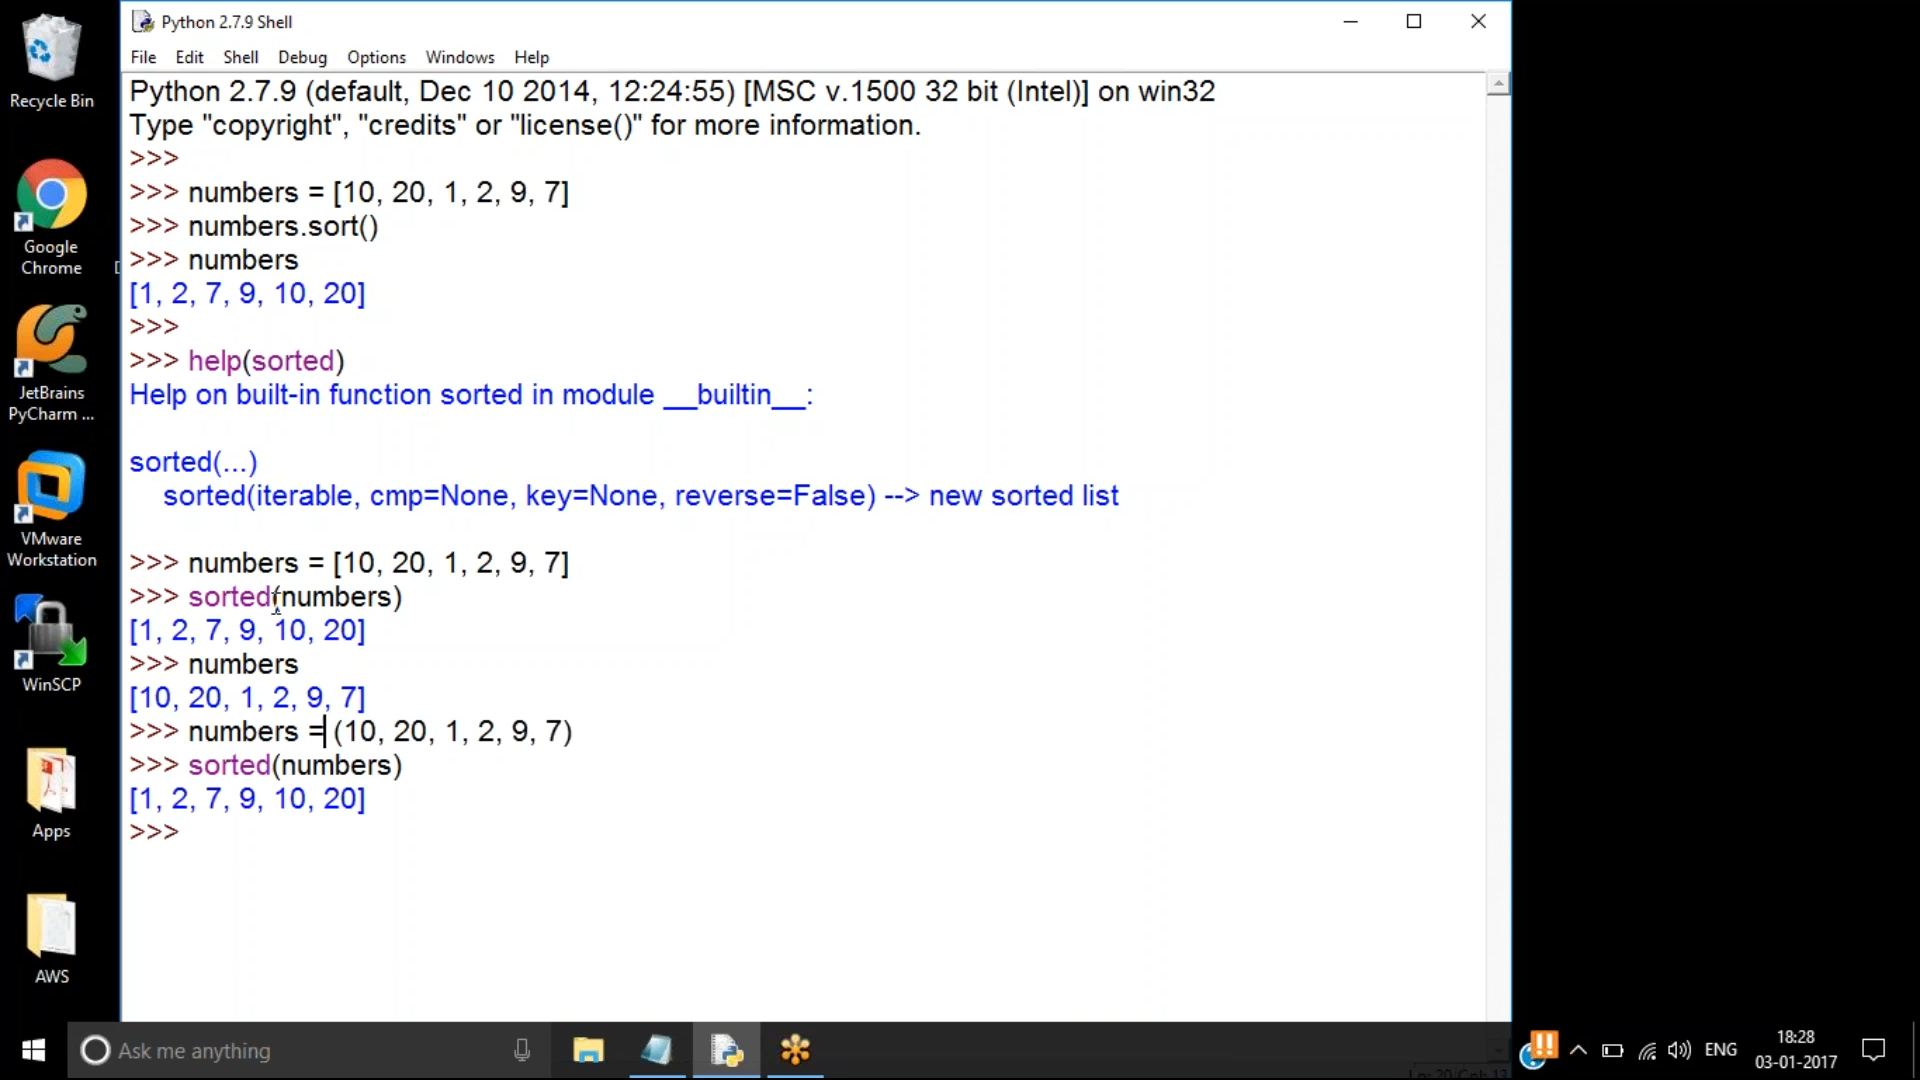 Recycle Bin
Google
Chrome
JetBrains
PyCharm ...
VMware
Workstation
WinSCP
Apps
AWS
Python 2.7.9 Shell
File Edit Shell Debug Options Windows Help
Python 2.7.9 (default, Dec 10 2014, 12:24:55) [MSC v.1500 32 bit (Intel)] on win32
Type "copyright", "credits" or "license()" for more information.
>>>
>>> numbers = [10, 20, 1, 2, 9, 7]
>>> numbers.sort()
>>> numbers
[1, 2, 7, 9, 10, 20]
>>>
>>> help(sorted)
Help on built-in function sorted in module __builtin__:
sorted(...)
sorted(iterable, cmp=None, key=None, reverse=False) --> new sorted list
>>> numbers = [10, 20, 1, 2, 9, 7]
>>> sorted(numbers)
[1, 2, 7, 9, 10, 20]
>>> numbers
[10, 20, 1, 2, 9, 7]
>>> numbers = (10, 20, 1, 2, 9, 7)
>>> sorted(numbers)
[1, 2, 7, 9, 10, 20]
>>>
Ask me anything
ENG
18:28
03-01-2017